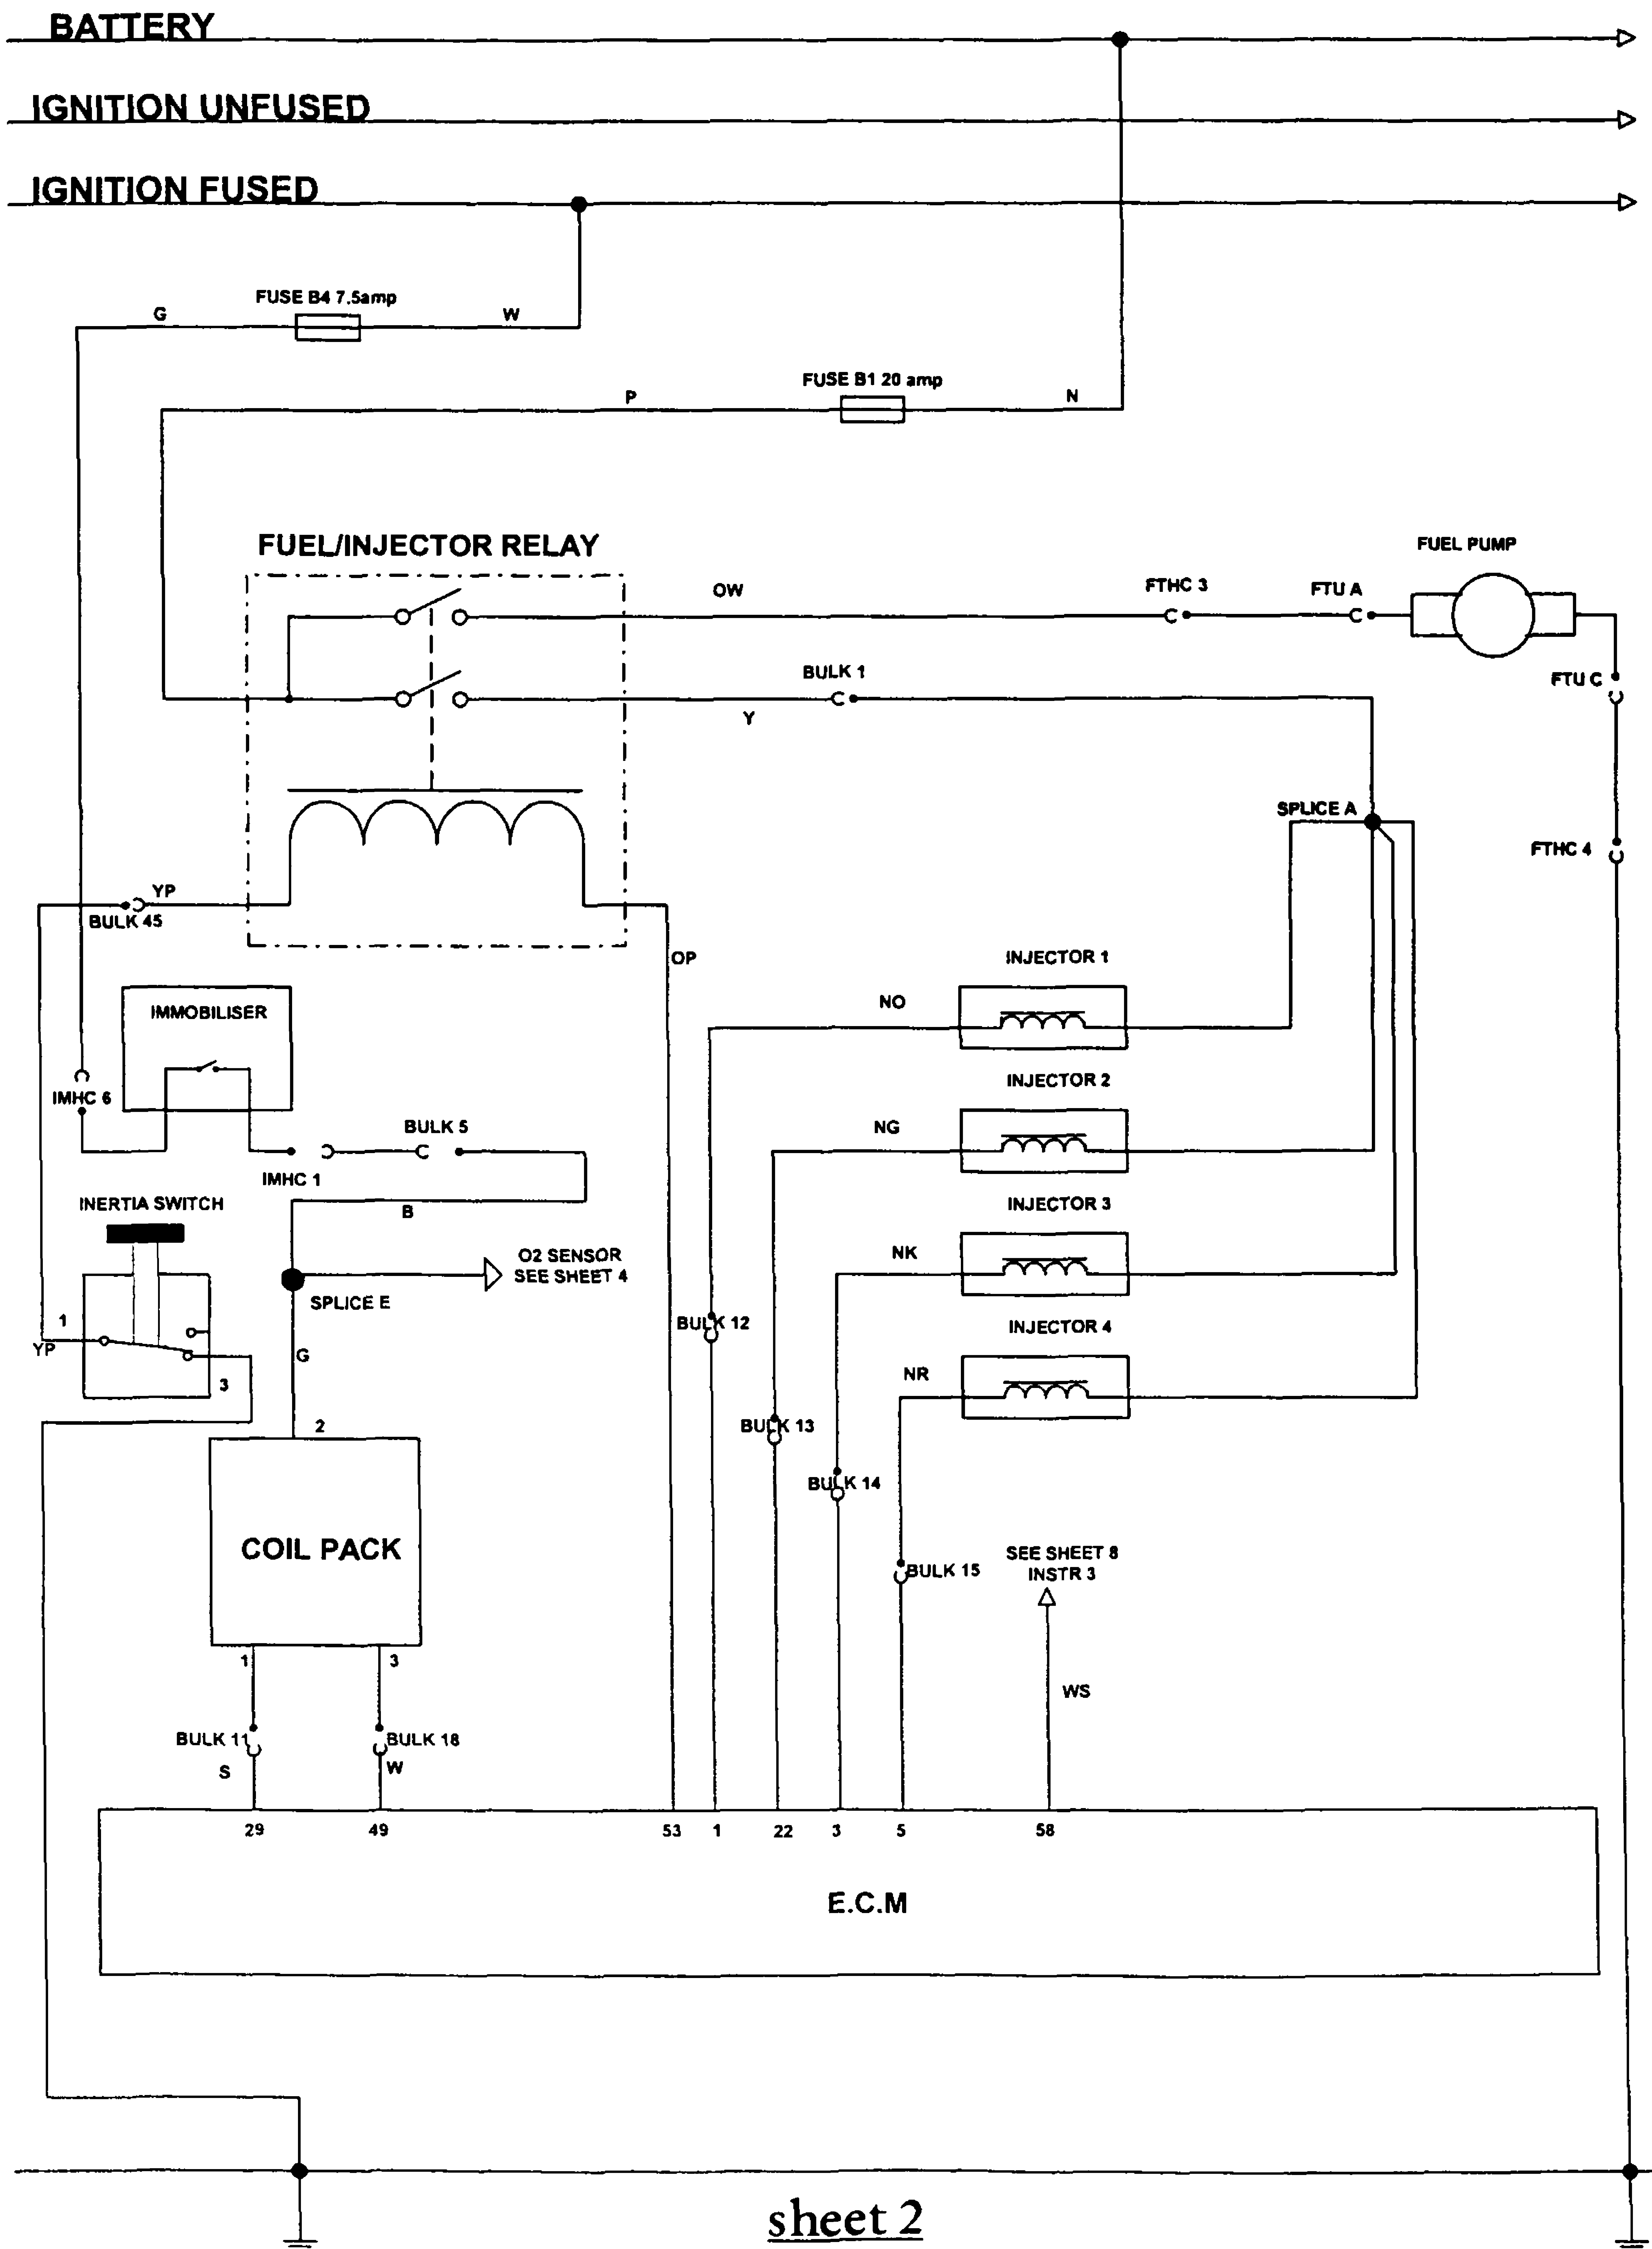 BATTERY
IGNITION UNFUSED
IGNITION FUSED
FUSE B4 7.5amp
G
W
FUSE B1 20 amp
P
N
FUEL/INJECTOR RELAY
FUEL PUMP
OW
FTHC 3
FTU A
BULK 1
FTU C
Y
SPLICE A
FTHC 4
YP
BULK 45
OP
INJECTOR 1
NO
IMMOBILISER
INJECTOR 2
IMHC 6
BULK 5
NG
IMHC 1
INERTIA SWITCH
B
INJECTOR 3
O2 SENSOR
SEE SHEET 4
NK
SPLICE E
1
BULK 12
INJECTOR 4
YP
G
3
NR
2
BULK 13
BULK 14
COIL PACK
SEE SHEET 8
INSTR 3
BULK 15
1
3
WS
BULK 11
BULK 18
S
W
29
49
53
1
22
3
5
58
E.C.M
sheet 2